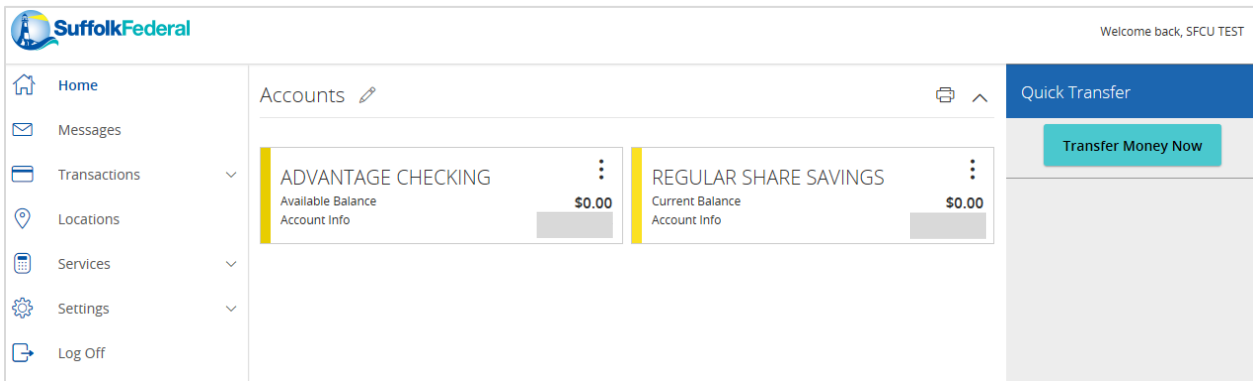 SuffolkFederal
Welcome back, SFCU TEST
Home
Messages
Transactions
Locations
Services
Settings
Log Off
Accounts
ADVANTAGE CHECKING
Available Balance $0.00
Account Info
REGULAR SHARE SAVINGS
Current Balance $0.00
Account Info
Quick Transfer
Transfer Money Now